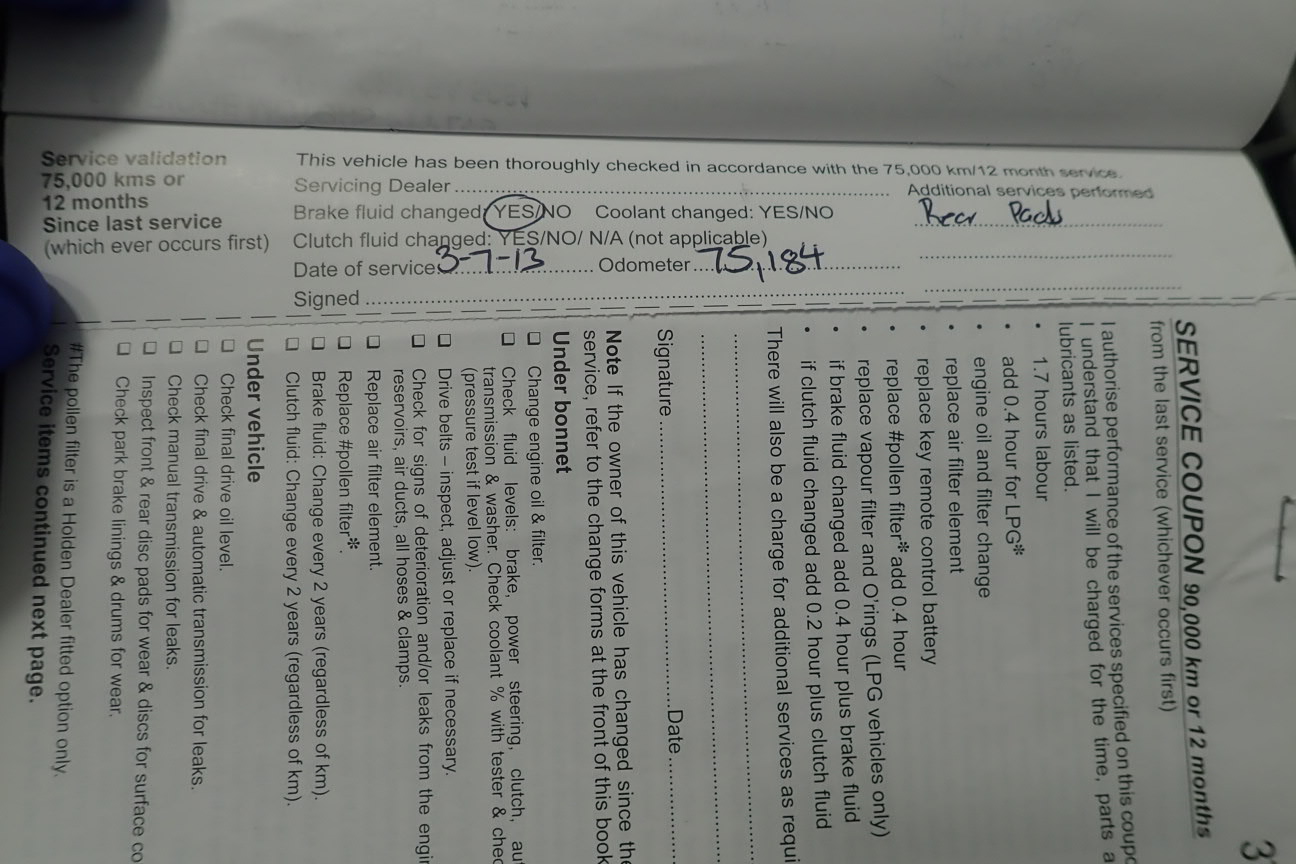 Service validation
75,000 kms or
12 months
Since last service
(which ever occurs first)
This vehicle has been thoroughly checked in accordance with the 75,000 km/12 month service.
Servicing Dealer
Additional services performed
Brake fluid changed: YES/NO Coolant changed: YES/NO
Rear Pads
Clutch fluid changed: YES/NO/ N/A (not applicable)
Date of service 3-7-13 Odometer 75,184
Signed
SERVICE COUPON 90,000 km or 12 months
from the last service (whichever occurs first)
I authorise performance of the services specified on this
I understand that I will be charged for the time, parts
lubricants as listed.
• 1.7 hours labour
• add 0.4 hour for LPG*
• engine oil and filter change
• replace air filter element
• replace key remote control battery
• replace #pollen filter* add 0.4 hour
• replace vapour filter and O'rings (LPG vehicles only)
• if brake fluid changed add 0.4 hour plus brake fluid
• if clutch fluid changed add 0.2 hour plus clutch fluid
There will also be a charge for additional services as
Signature Date
Note If the owner of this vehicle has changed since the
service, refer to the change forms at the front of this book
Under bonnet
❑ Change engine oil & filter.
❑ Check fluid levels: brake, power steering, clutch,
transmission & washer. Check coolant % with tester &
(pressure test if level low).
❑ Drive belts – inspect, adjust or replace if necessary.
❑ Check for signs of deterioration and/or leaks from the
reservoirs, air ducts, all hoses & clamps.
❑ Replace air filter element.
❑ Replace #pollen filter*.
❑ Brake fluid: Change every 2 years (regardless of km).
❑ Clutch fluid: Change every 2 years (regardless of km).
Under vehicle
❑ Check final drive oil level.
❑ Check final drive & automatic transmission for leaks.
❑ Check manual transmission for leaks.
❑ Inspect front & rear disc pads for wear & discs for surface
❑ Check park brake linings & drums for wear.
#The pollen filter is a Holden Dealer fitted option only.
Service items continued next page.